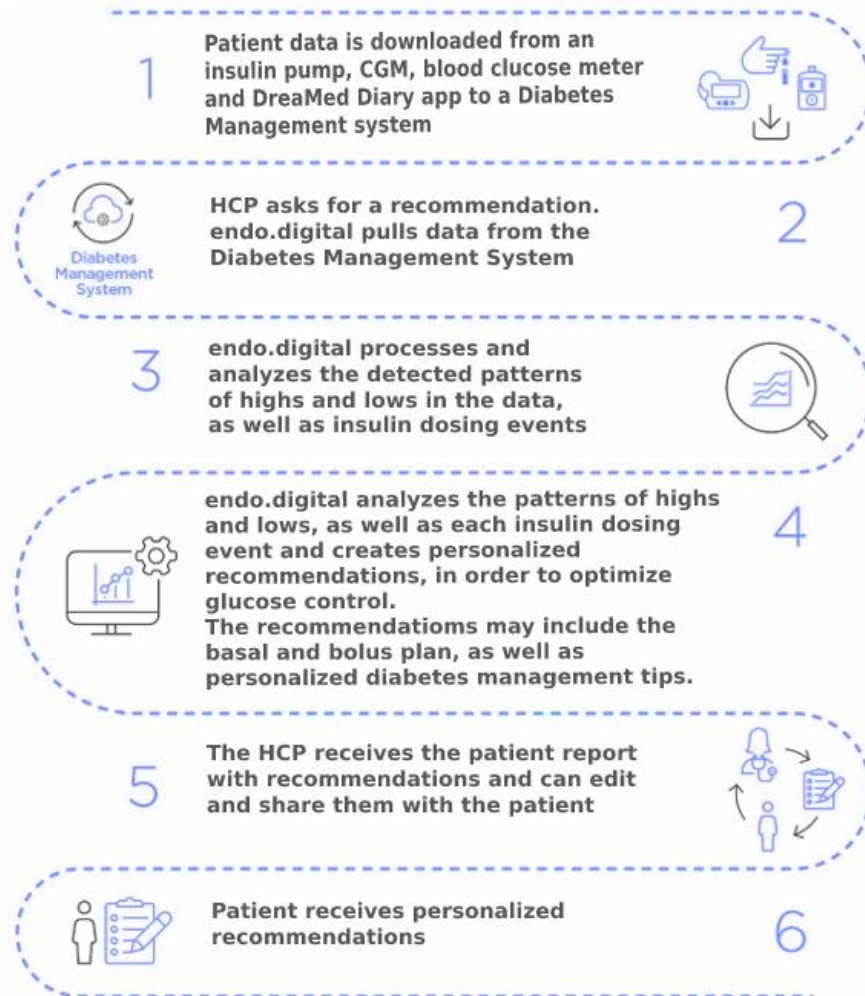 1
Patient data is downloaded from an
insulin pump, CGM, blood clucose meter
and DreaMed Diary app to a Diabetes
Management system
Diabetes
Management
System
HCP asks for a recommendation.
endo.digital pulls data from the
Diabetes Management System
2
3
endo.digital processes and
analyzes the detected patterns
of highs and lows in the data,
as well as insulin dosing events
endo.digital analyzes the patterns of highs
and lows, as well as each insulin dosing
event and creates personalized
recommendations, in order to optimize
glucose control.
The recommendatioms may include the
basal and bolus plan, as well as
personalized diabetes management tips.
4
5
The HCP receives the patient report
with recommendations and can edit
and share them with the patient
Patient receives personalized
recommendations
6